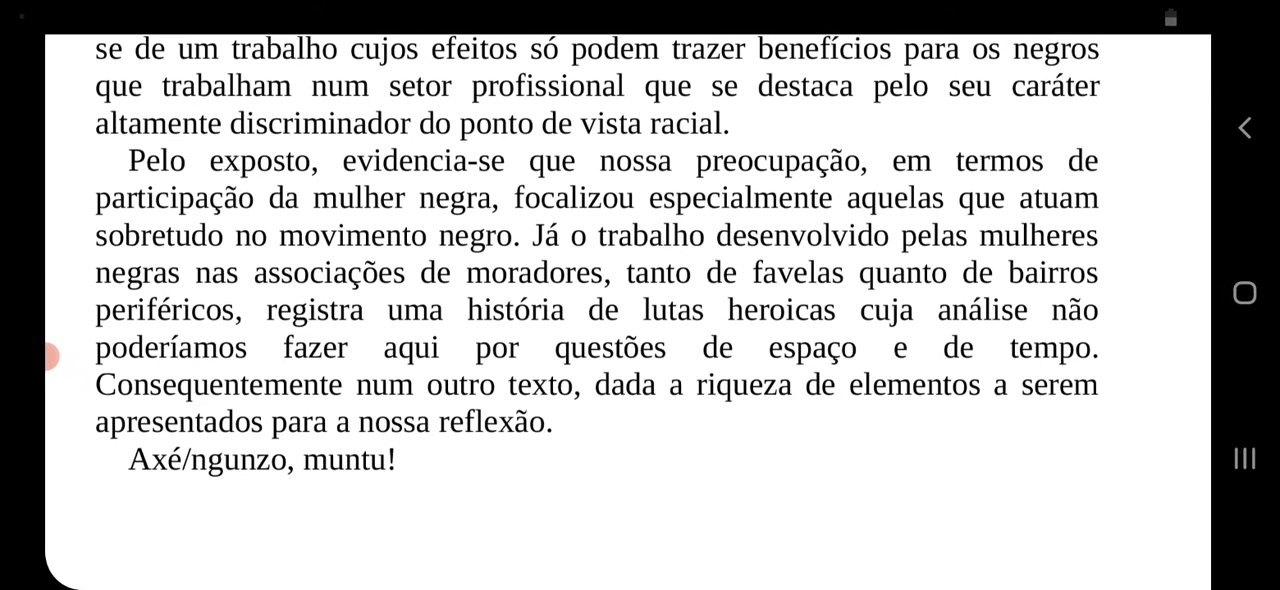 se de um trabalho cujos efeitos só podem trazer benefícios para os negros
que trabalham num setor profissional que se destaca pelo seu caráter
altamente discriminador do ponto de vista racial.
Pelo exposto, evidencia-se que nossa preocupação, em termos de
participação da mulher negra, focalizou especialmente aquelas que atuam
sobretudo no movimento negro. Já o trabalho desenvolvido pelas mulheres
negras nas associações de moradores, tanto de favelas quanto de bairros
periféricos, registra uma história de lutas heroicas cuja análise não
poderíamos fazer aqui por questões de espaço e de tempo.
Consequentemente num outro texto, dada a riqueza de elementos a serem
apresentados para a nossa reflexão.
Axé/ngunzo, muntu!